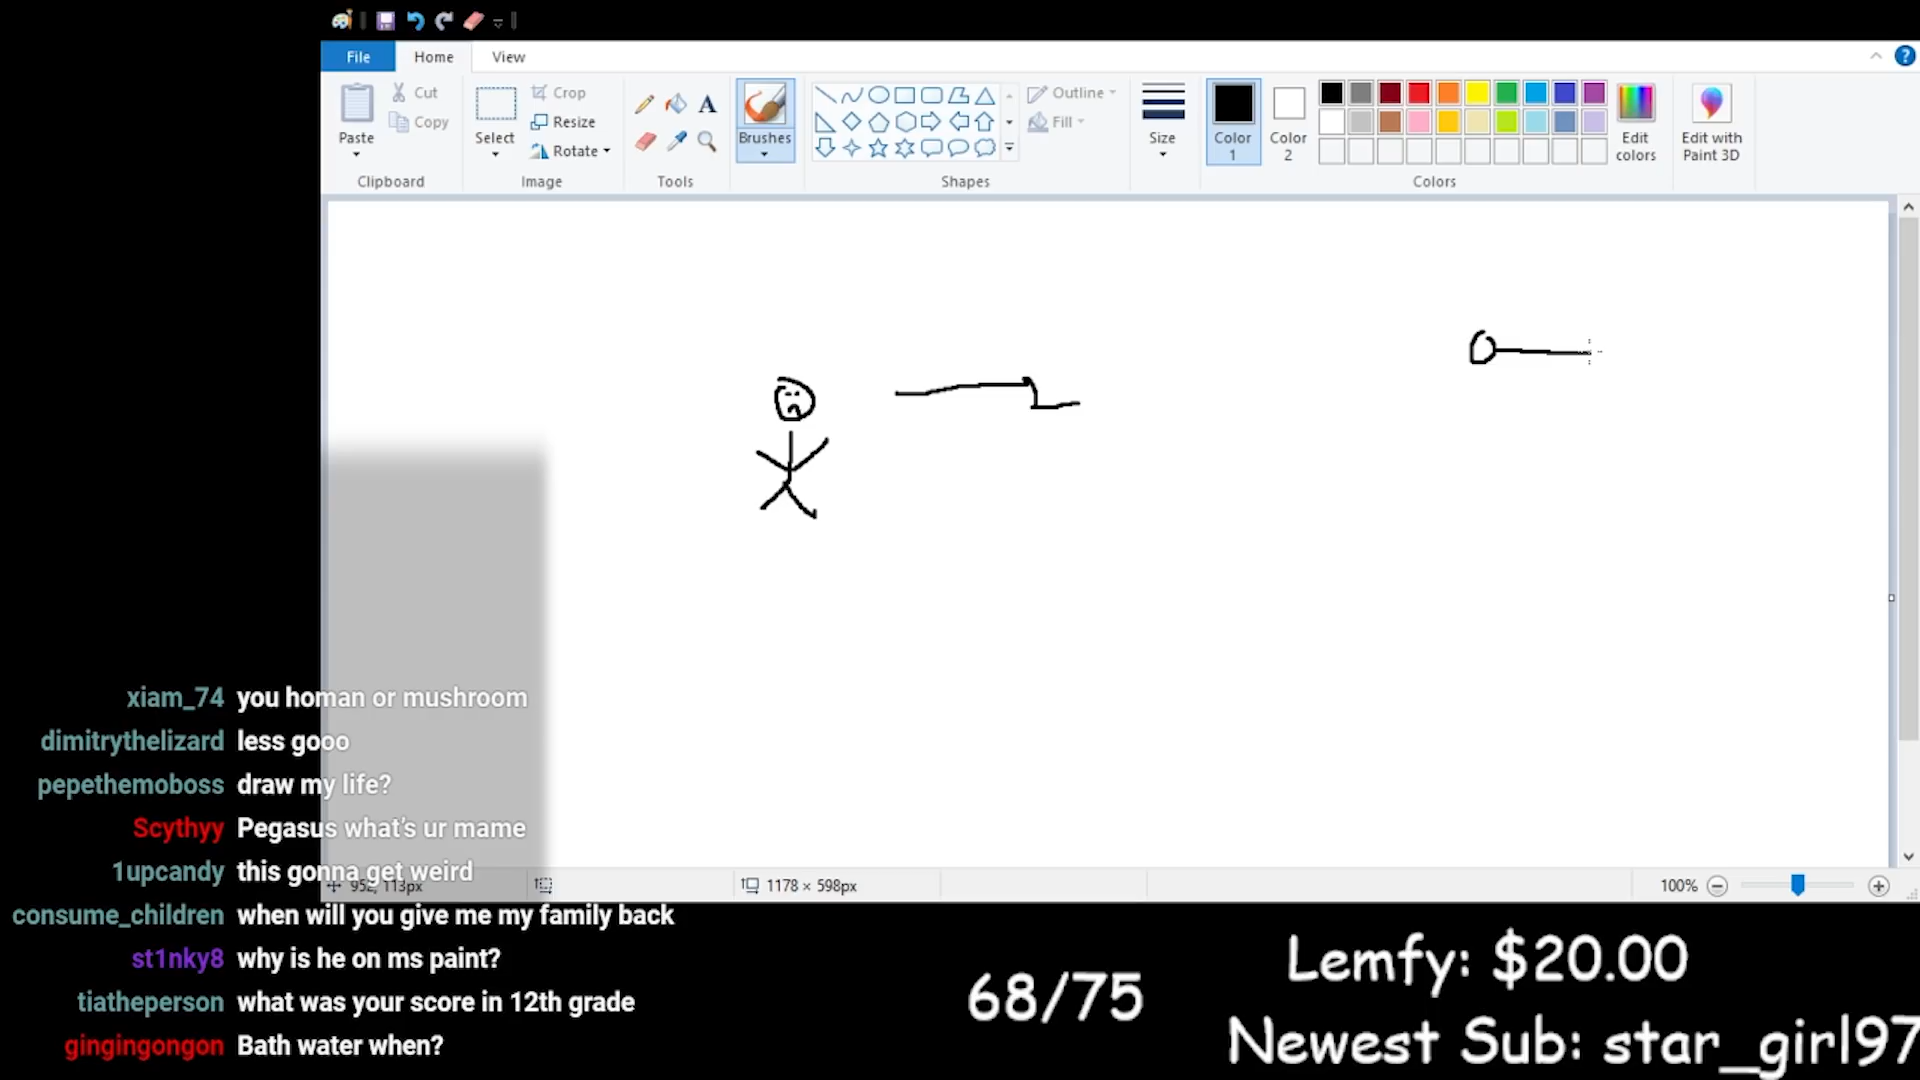 File Home View
Paste
Cut
Copy
Clipboard
Select
Crop
Resize
Rotate
Image
A
Tools
Brushes
Outline
Fill
Shapes
Size
Color 1
Color 2
Edit colors
Edit with Paint 3D
Colors
?
xiam_74 you homan or mushroom
dimitrythelizard less gooo
pepethemoboss draw my life?
Scythyy Pegasus what's ur mame
1upcandy this gonna get weird
952, 113px
1178 × 598px
100%
consume_children when will you give me my family back
st1nky8 why is he on ms paint?
tiatheperson what was your score in 12th grade
gingingongon Bath water when?
68/75
Lemfy: $20.00
Newest Sub: star_girl97